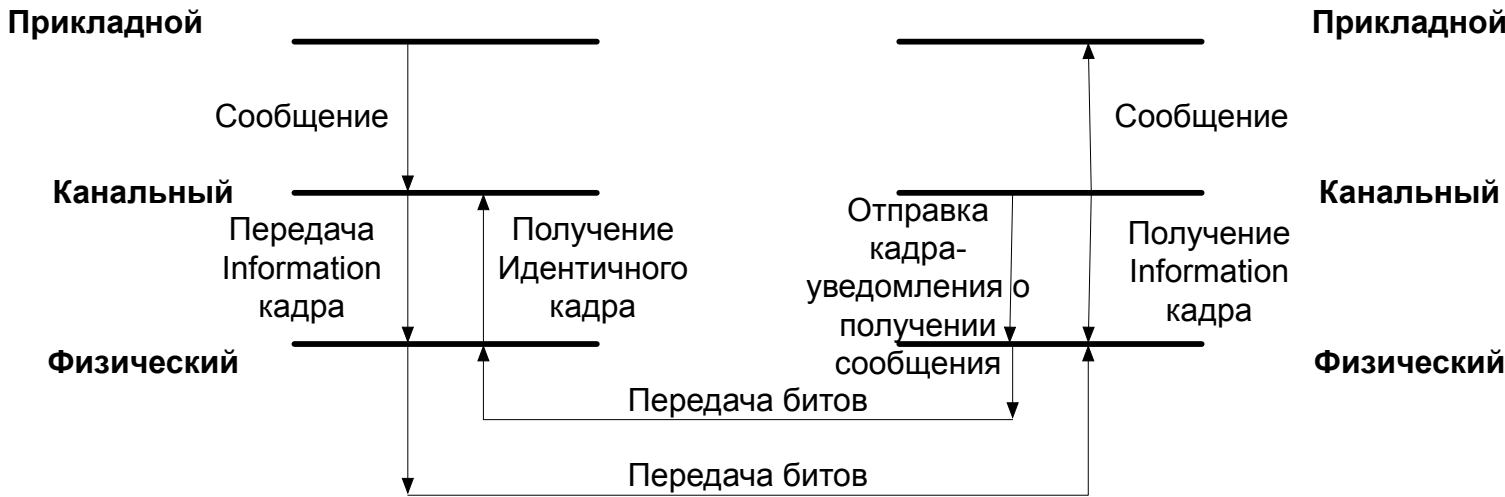 Прикладной
Прикладной
Сообщение
Сообщение
Канальный
Канальный
Передача
Information
кадра
Получение
Идентичного
кадра
Отправка
кадра-
уведомления о
получении
сообщения
Получение
Information
кадра
Физический
Физический
Передача битов
Передача битов